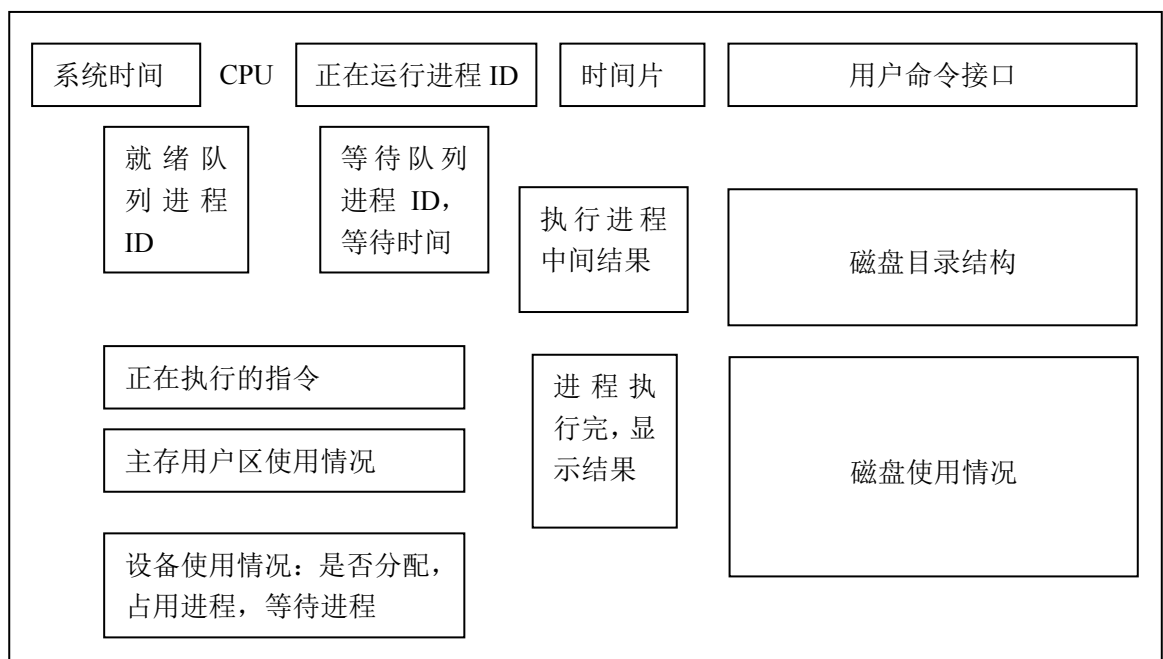 系统时间
CPU
正在运行进程 ID
时间片
用户命令接口
就绪队
列进程
ID
等待队列
进程 ID，
等待时间
执行进程
中间结果
磁盘目录结构
正在执行的指令
主存用户区使用情况
设备使用情况：是否分配，
占用进程，等待进程
进程执
行完，显
示结果
磁盘使用情况